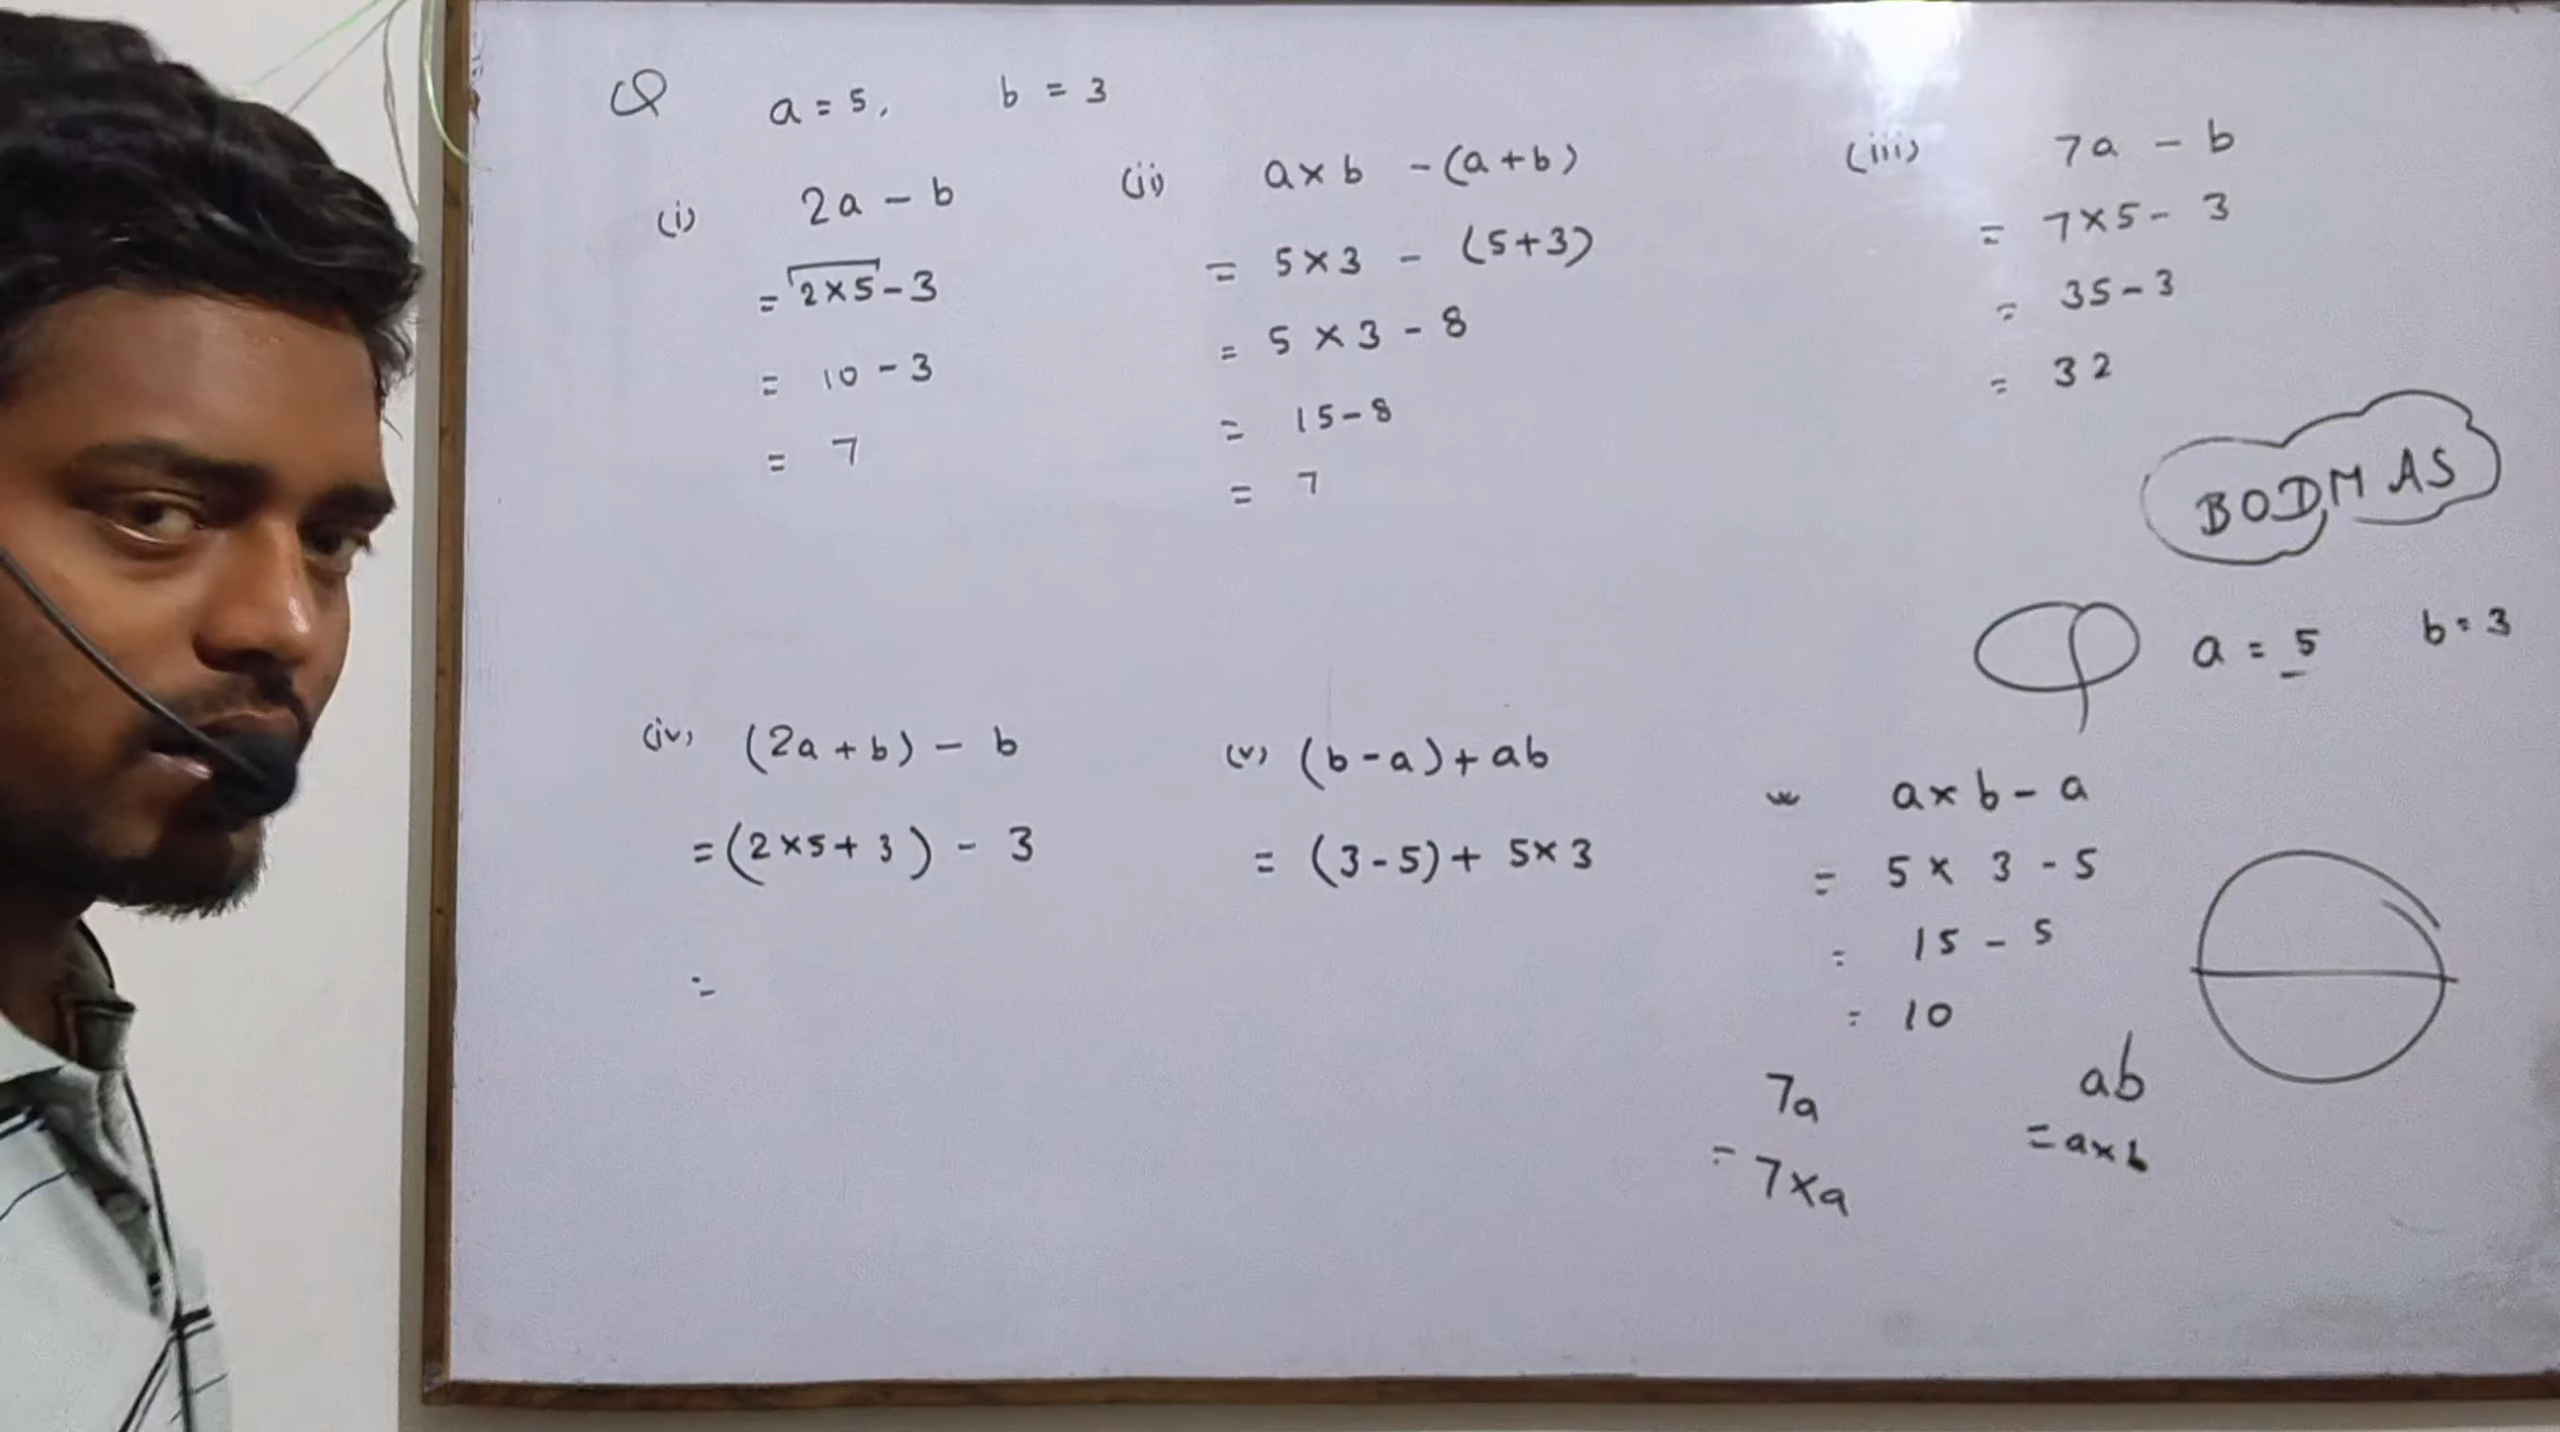 Q a = 5, b = 3
(i) 2a - b
= 2×5 - 3
= 10 - 3
= 7
(ii) a×b - (a+b)
= 5×3 - (5+3)
= 5×3 - 8
= 15-8
= 7
(iii) 7a - b
= 7×5 - 3
= 35-3
= 32
BODMAS
Q a = 5 b = 3
(iv) (2a+b) - b
= (2×5+3) - 3
=
(v) (b-a) + ab
= (3-5) + 5×3
a×b - a
= 5×3 - 5
= 15 - 5
= 10
7a
= 7×a
ab
= a×b